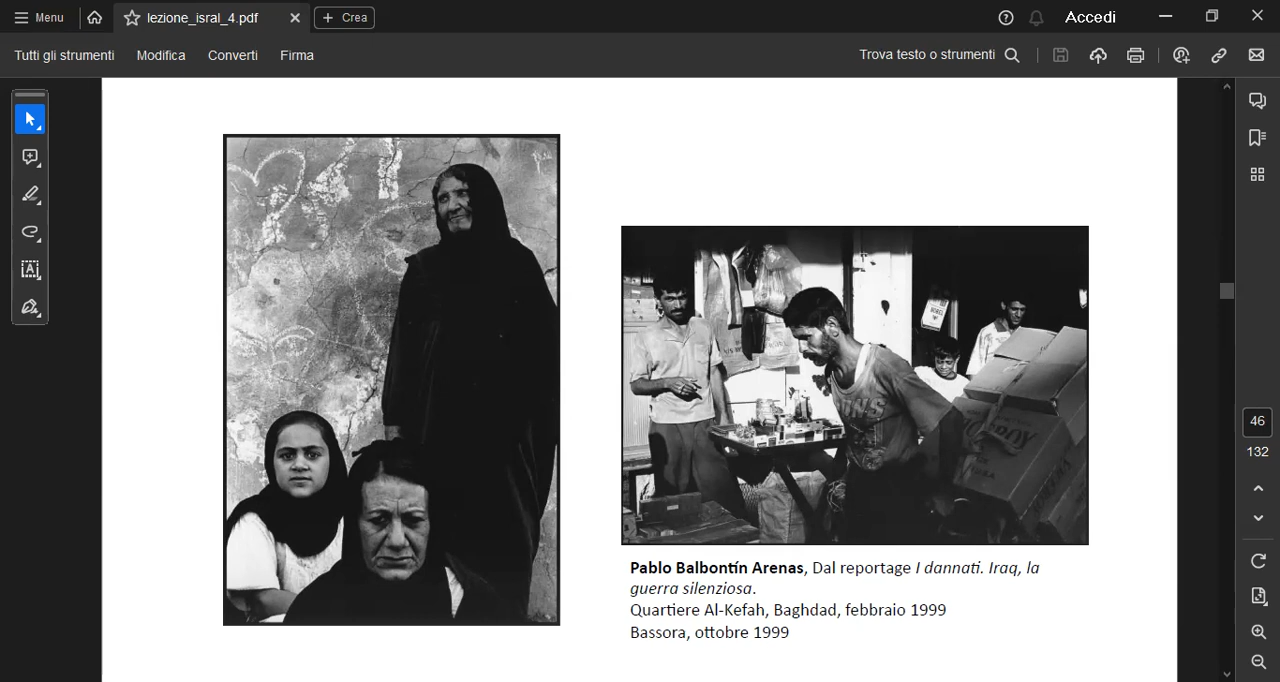 Menu
lezione_isral_4.pdf
Crea
Accedi
Tutti gli strumenti
Modifica
Converti
Firma
Trova testo o strumenti
46
132
Pablo Balbontín Arenas, Dal reportage I dannati. Iraq, la
guerra silenziosa.
Quartiere Al-Kefah, Baghdad, febbraio 1999
Bassora, ottobre 1999